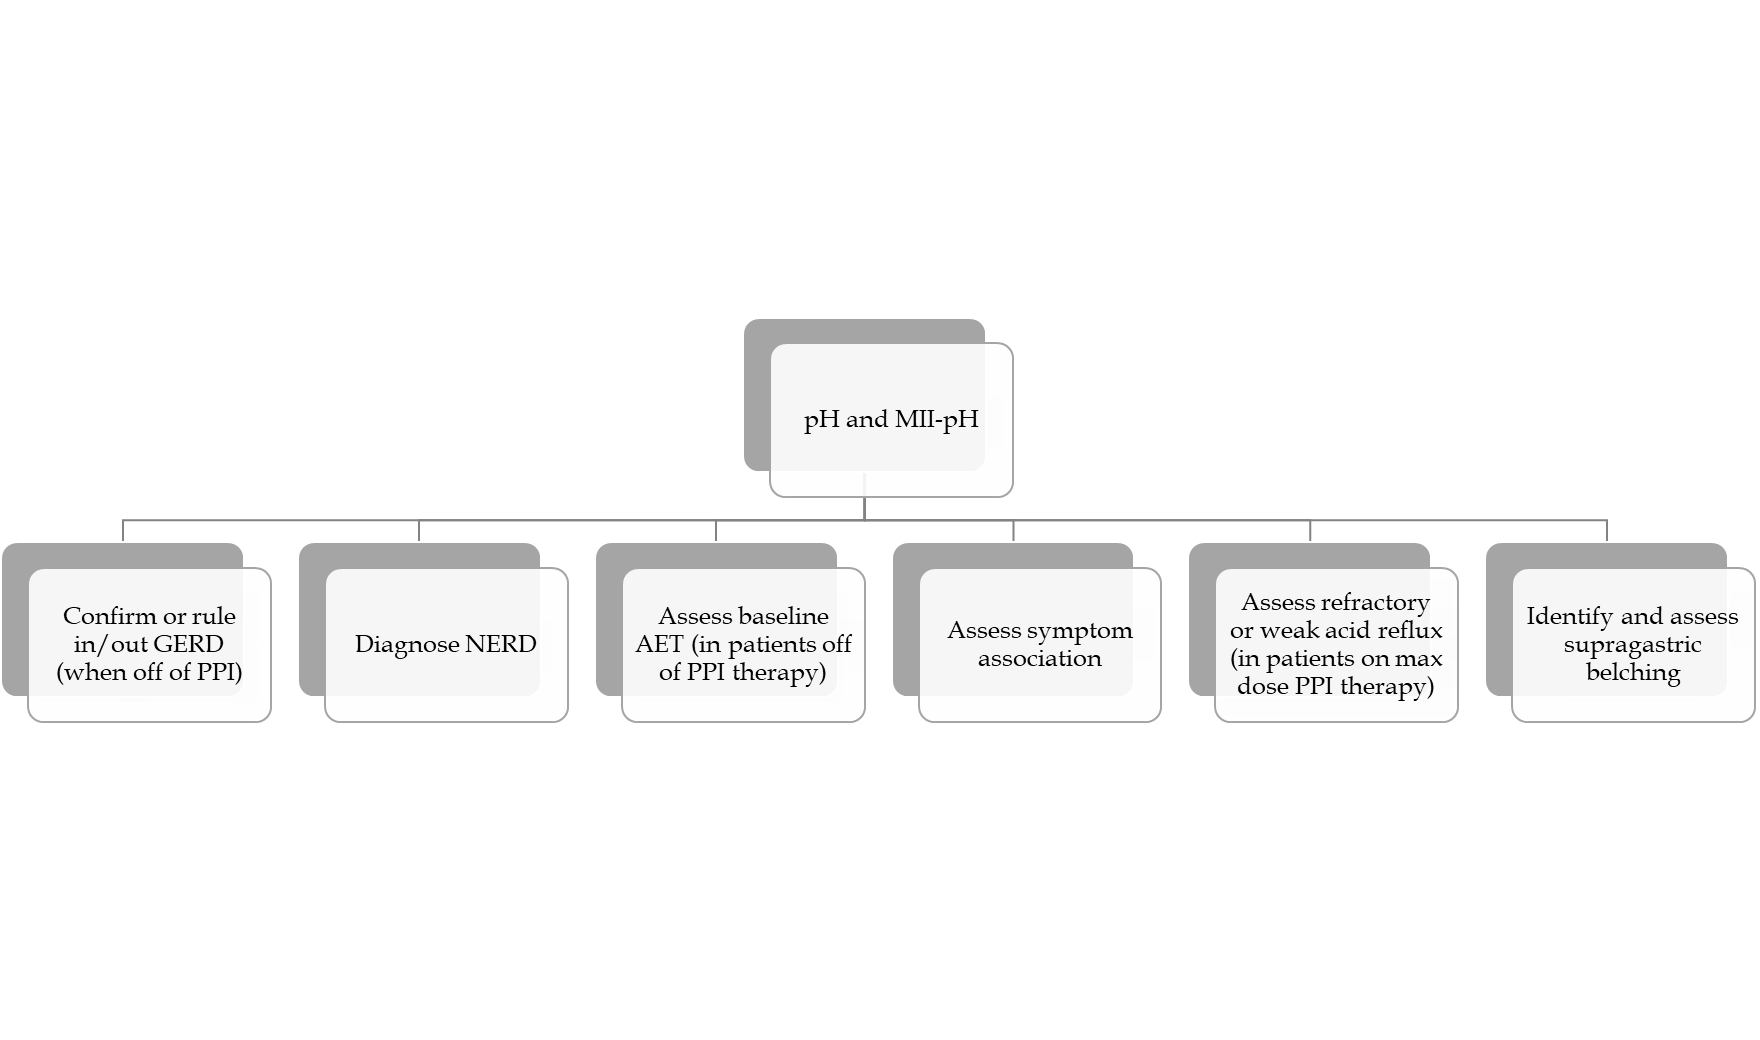 pH and MII-pH
Confirm or rule
in/out GERD
(when off of PPI)
Diagnose NERD
Assess baseline
AET (in patients off
of PPI therapy)
Assess symptom
association
Assess refractory
or weak acid reflux
(in patients on max
dose PPI therapy)
Identify and assess
supragastric
belching